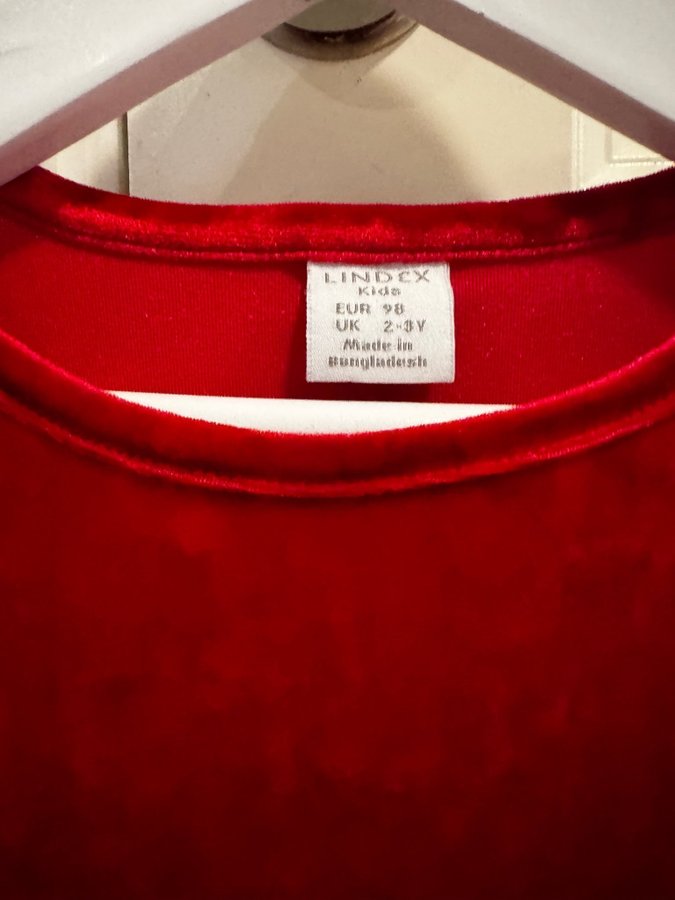 LINDEX
Kids
EUR 98
UK 2-3Y
Made in
Bangladesh